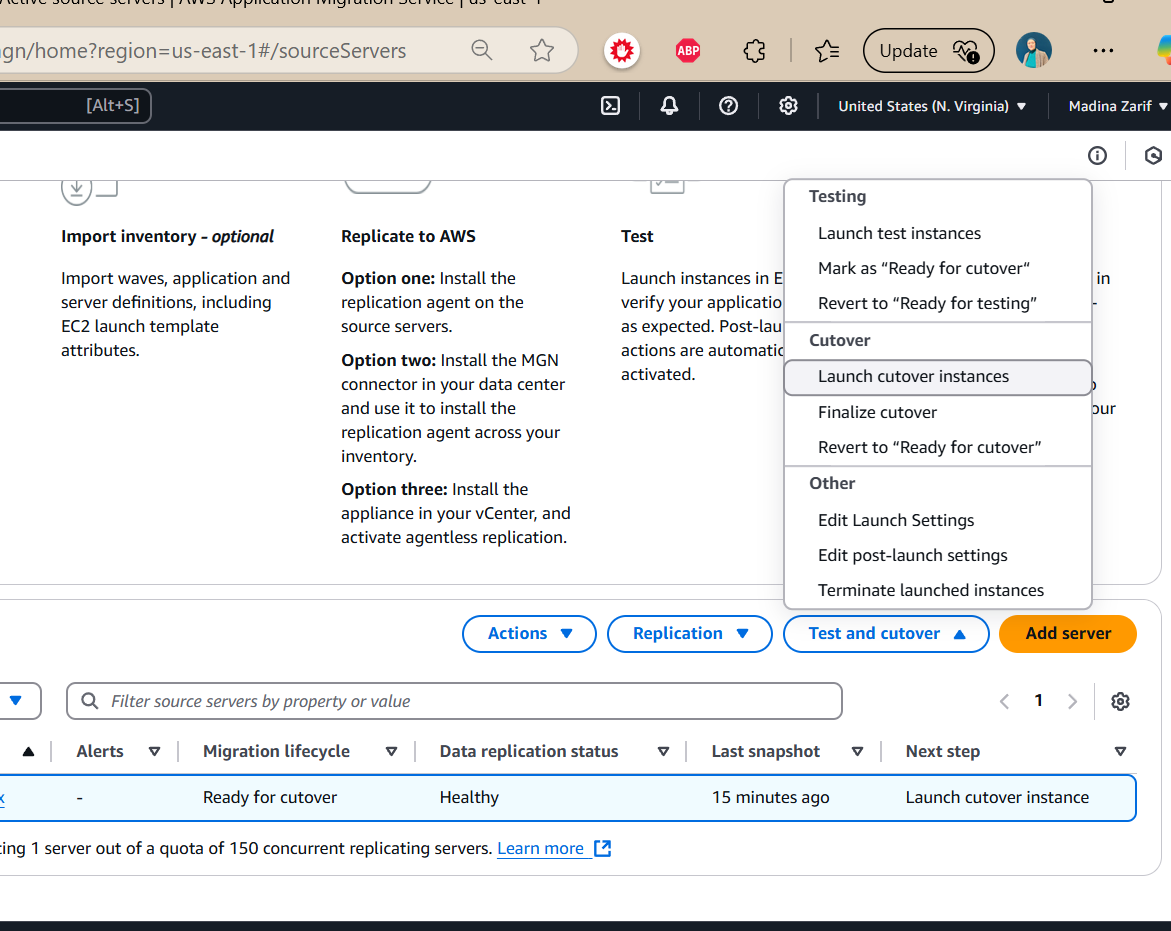 Active source servers | AWS Application Migration Service | us-east-1
gn/home?region=us-east-1#/sourceServers
ABP
Update
[Alt+S]
United States (N. Virginia)
Madina Zarif
Import inventory - optional
Import waves, application and
server definitions, including
EC2 launch template
attributes.
Replicate to AWS
Option one: Install the
replication agent on the
source servers.
Option two: Install the MGN
connector in your data center
and use it to install the
replication agent across your
inventory.
Option three: Install the
appliance in your vCenter, and
activate agentless replication.
Test
Launch instances in E
verify your applicatio
as expected. Post-lau
actions are automatic
activated.
in
-
our
Testing
Launch test instances
Mark as “Ready for cutover“
Revert to “Ready for testing”
Cutover
Launch cutover instances
Finalize cutover
Revert to “Ready for cutover”
Other
Edit Launch Settings
Edit post-launch settings
Terminate launched instances
Actions
Replication
Test and cutover
Add server
Filter source servers by property or value
1
Alerts
Migration lifecycle
Data replication status
Last snapshot
Next step
x
-
Ready for cutover
Healthy
15 minutes ago
Launch cutover instance
ting 1 server out of a quota of 150 concurrent replicating servers. Learn more